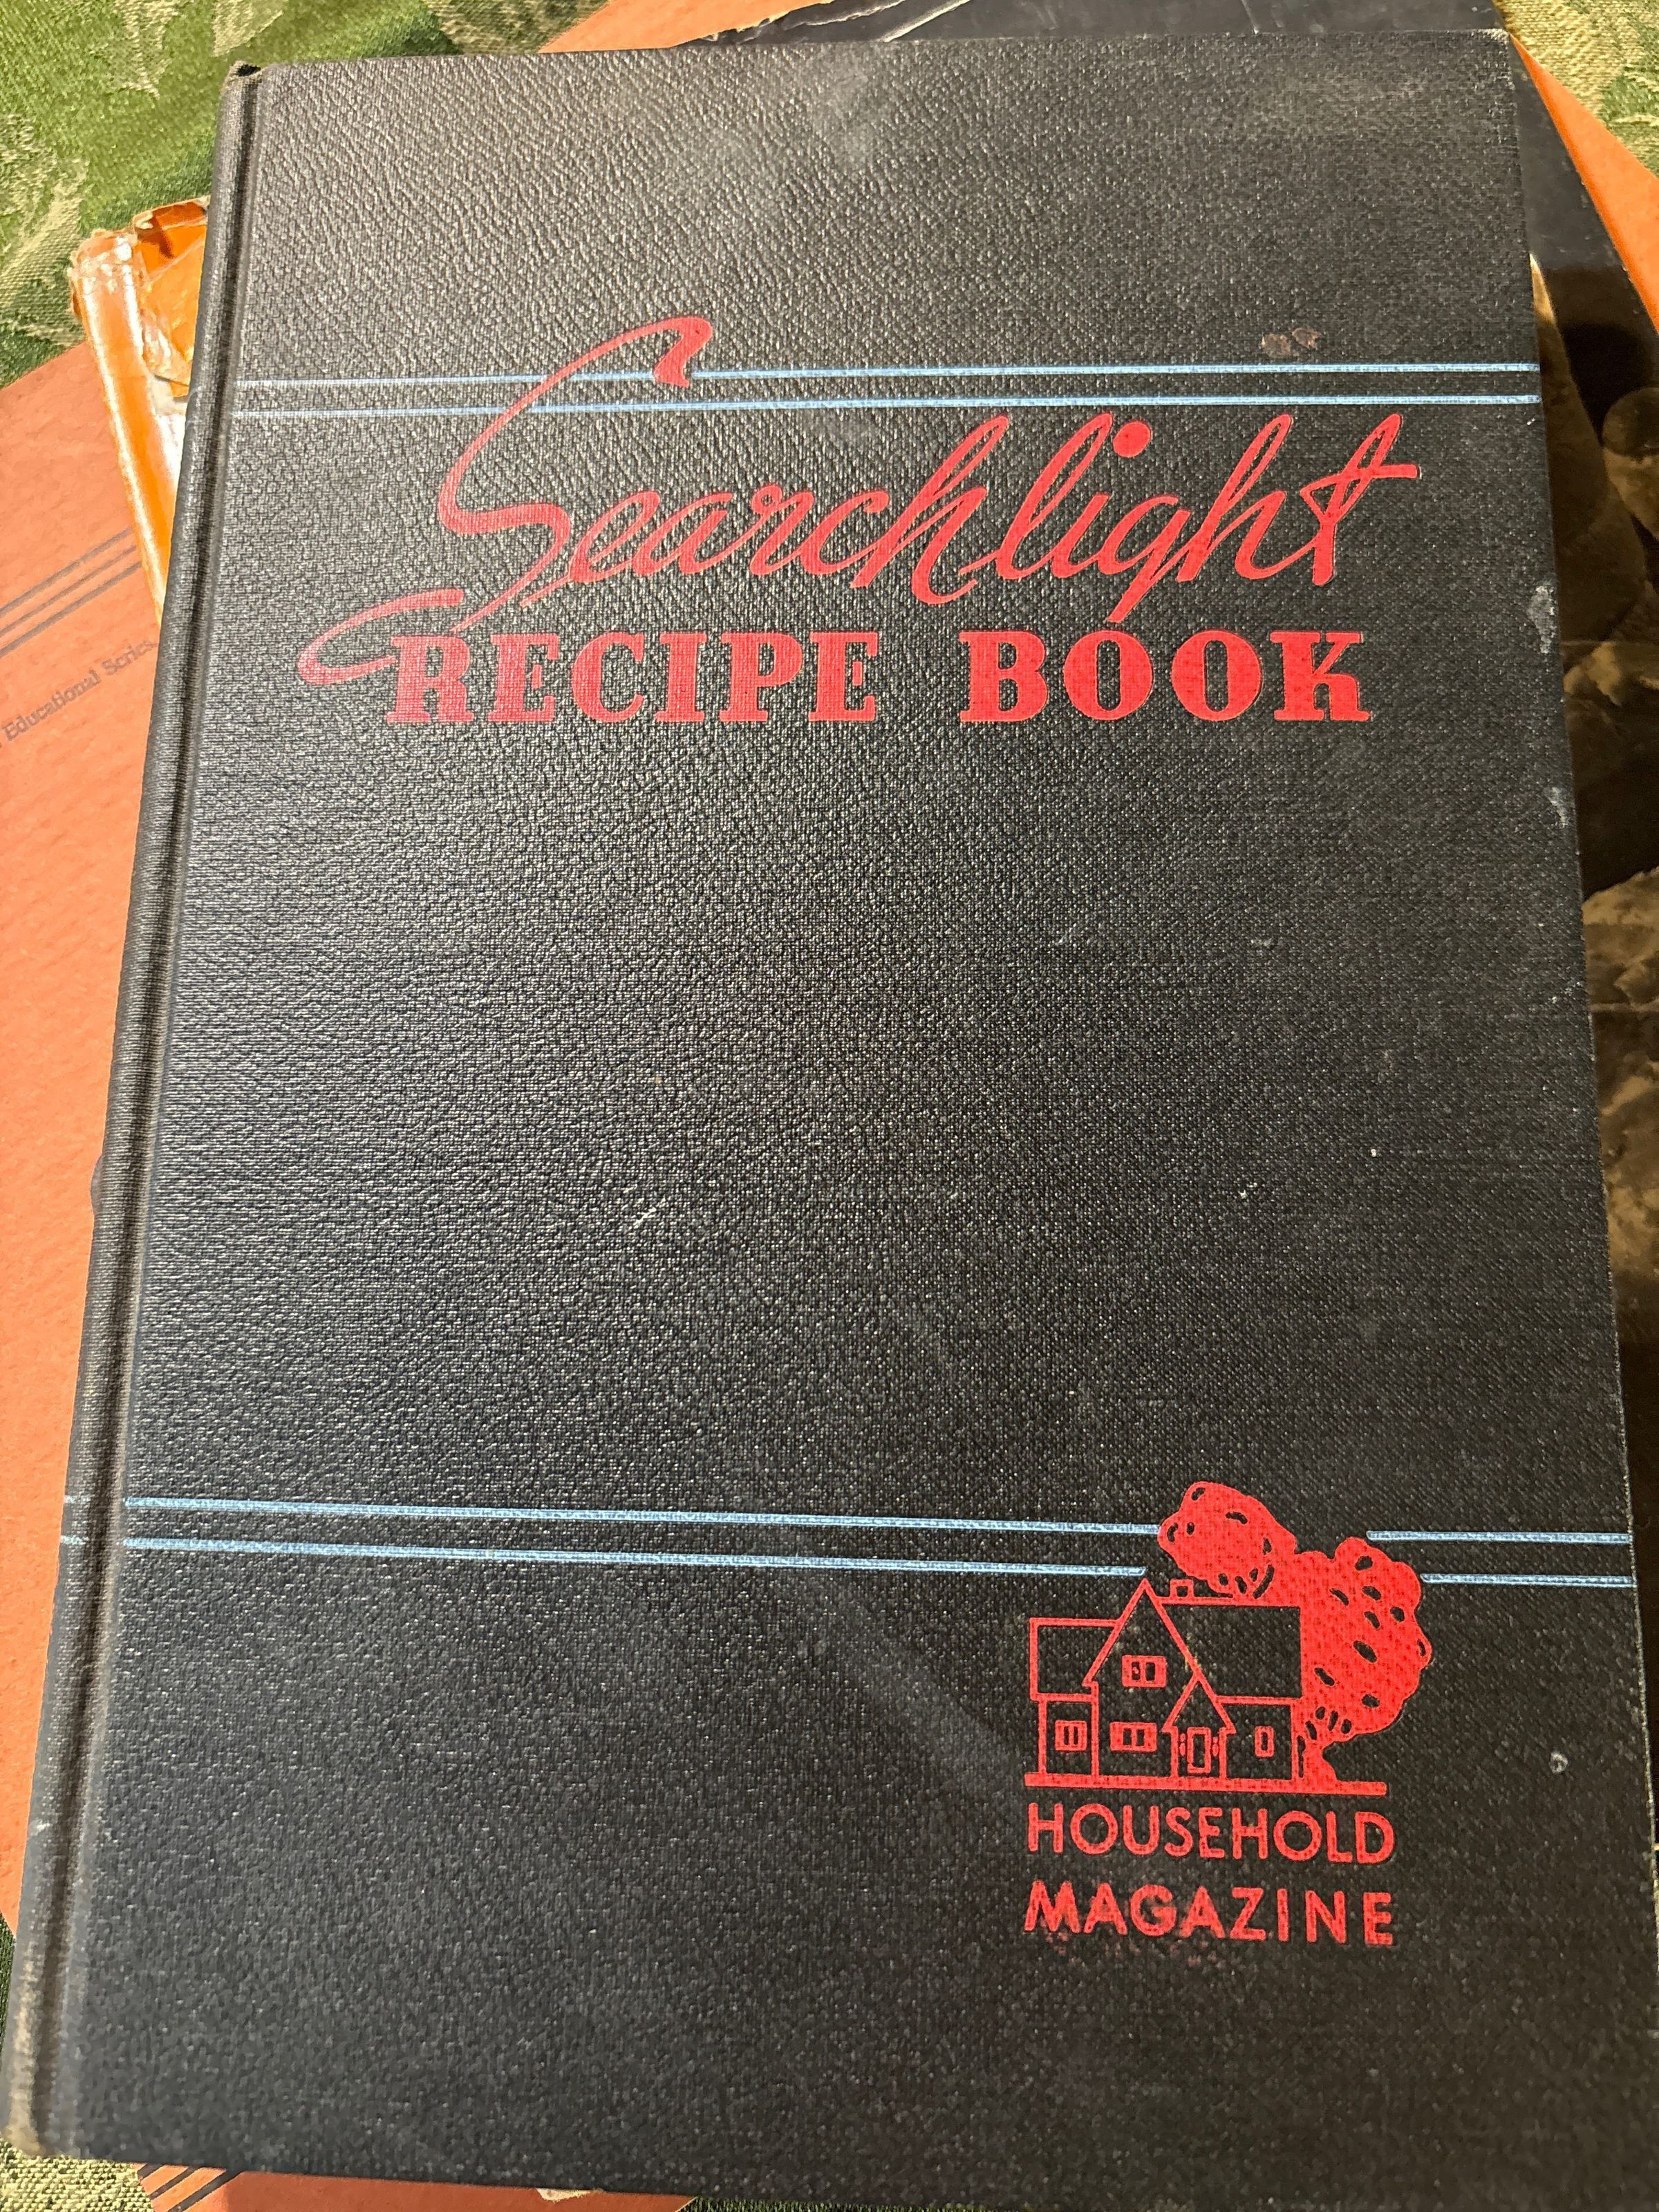 Searchlight
RECIPE BOOK
Educational Series
HOUSEHOLD
MAGAZINE